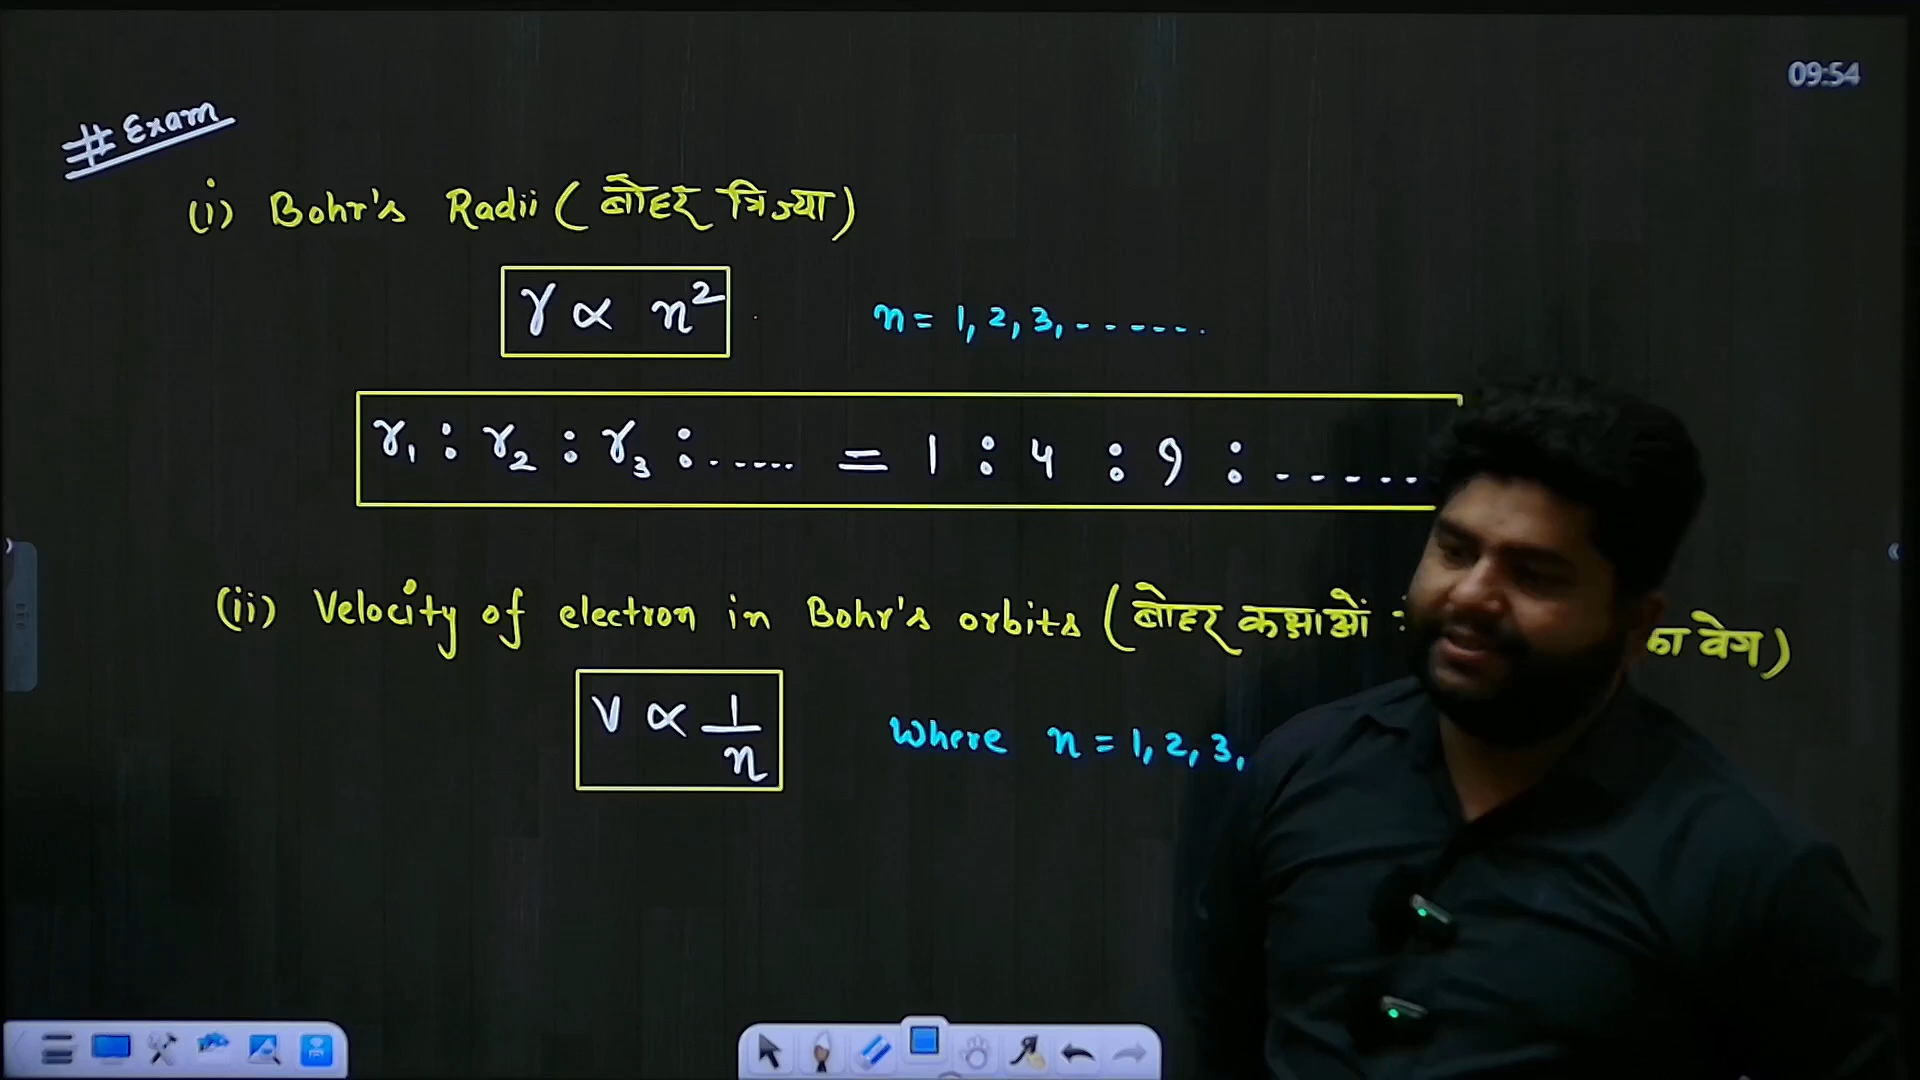 09:54
# Exam
(i) Bohr's Radii (बोहर त्रिज्या)
r ∝ n²
n = 1, 2, 3, .......
r₁ : r₂ : r₃ : ..... = 1 : 4 : 9 : ......
(ii) Velocity of electron in Bohr's orbits (बोहर कक्षाओं का वेग)
v ∝ 1/n
Where n = 1, 2, 3,